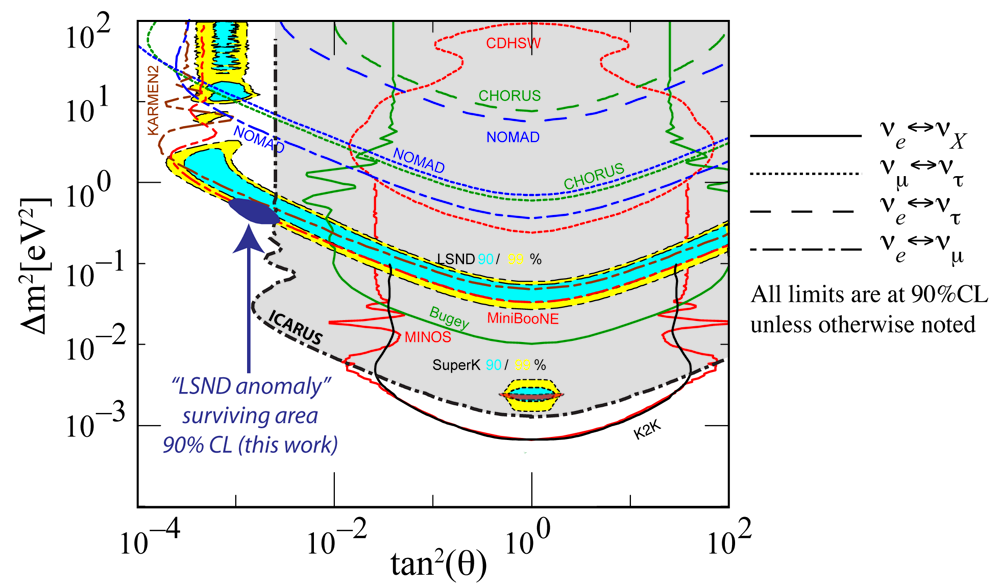 10²
10¹
10⁰
10⁻¹
10⁻²
10⁻³
Δm²[eV²]
CDHSW
KARMEN2
CHORUS
NOMAD
NOMAD
NOMAD
CHORUS
LSND 90 / 99 %
MiniBooNE
Bugey
MINOS
ICARUS
SuperK 90 / 99 %
K2K
"LSND anomaly"
surviving area
90% CL (this work)
10⁻⁴
10⁻²
10⁰
10²
tan²(θ)
νe↔νX
νμ↔ντ
νe↔ντ
νe↔νμ
All limits are at 90%CL
unless otherwise noted